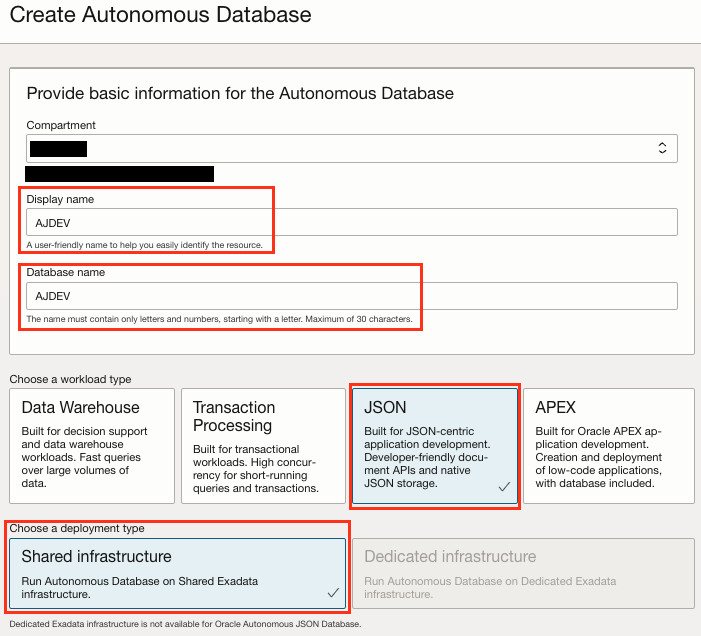 Create Autonomous Database
Provide basic information for the Autonomous Database
Compartment
Display name
AJDEV
A user-friendly name to help you easily identify the resource.
Database name
AJDEV
The name must contain only letters and numbers, starting with a letter. Maximum of 30 characters.
Choose a workload type
Data Warehouse
Built for decision support
and data warehouse
workloads. Fast queries
over large volumes of
data.
Transaction
Processing
Built for transactional
workloads. High concur-
rency for short-running
queries and transactions.
JSON
Built for JSON-centric
application development.
Developer-friendly docu-
ment APIs and native
JSON storage.
APEX
Built for Oracle APEX ap-
plication development.
Creation and deployment
of low-code applications,
with database included.
Choose a deployment type
Shared infrastructure
Run Autonomous Database on Shared Exadata
infrastructure.
Dedicated infrastructure
Run Autonomous Database on Dedicated Exadata
infrastructure.
Dedicated Exadata infrastructure is not available for Oracle Autonomous JSON Database.